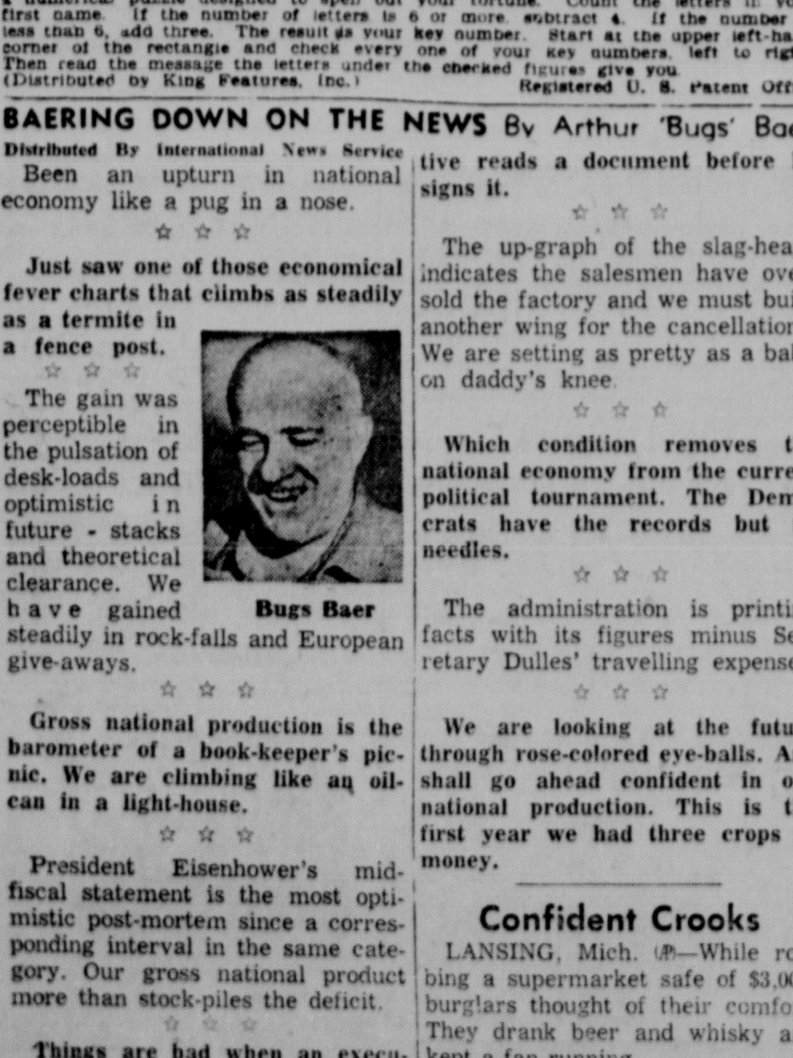 first name. If the number of letters is 6 or more subtract 4. If the number
less than 6, add three. The result is your key number. Start at the upper left-ha
corner of the rectangle and check every one of your key numbers, left to righ
Then read the message the letters under the checked figures give you.
(Distributed by King Features, Inc.)
Registered U. S. Patent Off
BAERING DOWN ON THE NEWS By Arthur 'Bugs' Bae
Distributed By International News Service
Been an upturn in national
economy like a pug in a nose.
☆ ☆ ☆
Just saw one of those economical
fever charts that climbs as steadily
as a termite in
a fence post.
☆ ☆ ☆
The gain was
perceptible in
the pulsation of
desk-loads and
optimistic in
future - stacks
and theoretical
clearance. We
have gained
Bugs Baer
steadily in rock-falls and European
give-aways.
☆ ☆ ☆
Gross national production is the
barometer of a book-keeper's pic-
nic. We are climbing like an oil-
can in a light-house.
☆ ☆ ☆
President Eisenhower's mid-
fiscal statement is the most opti-
mistic post-mortem since a corres-
ponding interval in the same cate-
gory. Our gross national product
more than stock-piles the deficit.
☆ ☆ ☆
Things are bad when an execu-
tive reads a document before
signs it.
☆ ☆ ☆
The up-graph of the slag-hea
indicates the salesmen have ove
sold the factory and we must bui
another wing for the cancellation
We are setting as pretty as a ba
on daddy's knee.
☆ ☆ ☆
Which condition removes t
national economy from the curre
political tournament. The Dem
crats have the records but
needles.
☆ ☆ ☆
The administration is printi
facts with its figures minus Se
retary Dulles' travelling expense
☆ ☆ ☆
We are looking at the futu
through rose-colored eye-balls. A
shall go ahead confident in o
national production. This is t
first year we had three crops
money.
Confident Crooks
LANSING, Mich. (AP)—While ro
bing a supermarket safe of $3,00
burglars thought of their comfo
They drank beer and whisky a
kept a fan running